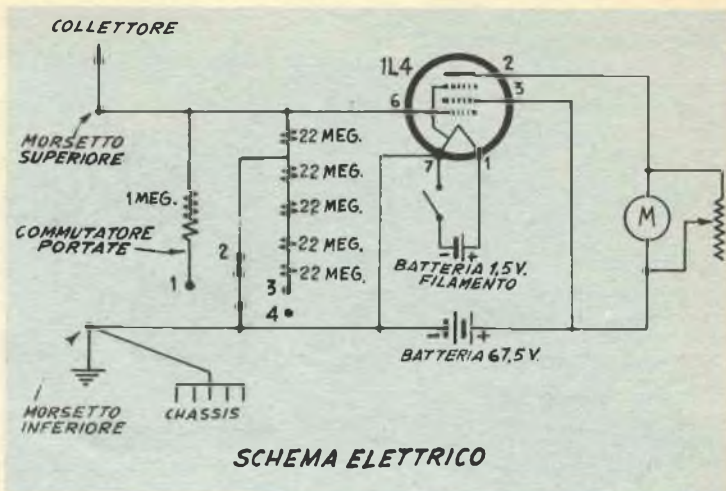 COLLETTORE
1L4
2
3
6
7
1
MORSETTO
SUPERIORE
22 MEG.
22 MEG.
22 MEG.
22 MEG.
22 MEG.
1 MEG.
COMMUTATORE
PORTATE
1
2
3
4
M
- +
BATTERIA 1,5 V.
FILAMENTO
- +
BATTERIA 67,5 V.
MORSETTO
INFERIORE
CHASSIS
SCHEMA ELETTRICO